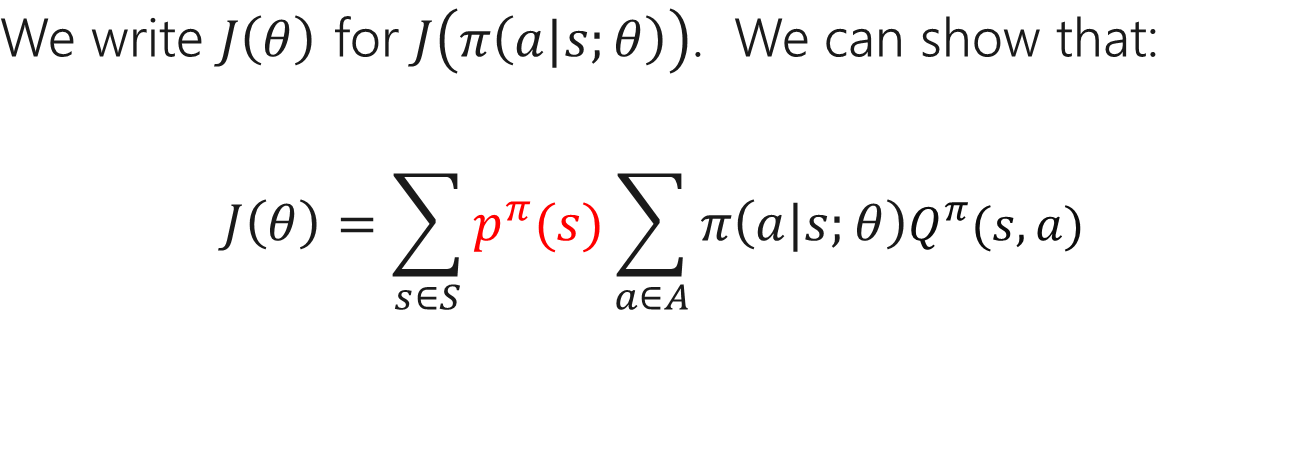 We write J(θ) for J(π(a|s; θ)). We can show that:
J(θ) = ∑ p^π(s) ∑ π(a|s; θ)Q^π(s, a)
s∈S a∈A